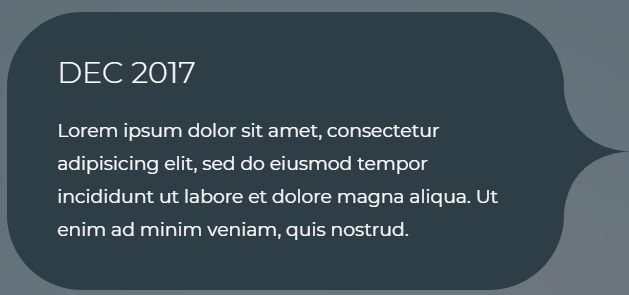 DEC 2017
Lorem ipsum dolor sit amet, consectetur
adipisicing elit, sed do eiusmod tempor
incididunt ut labore et dolore magna aliqua. Ut
enim ad minim veniam, quis nostrud.